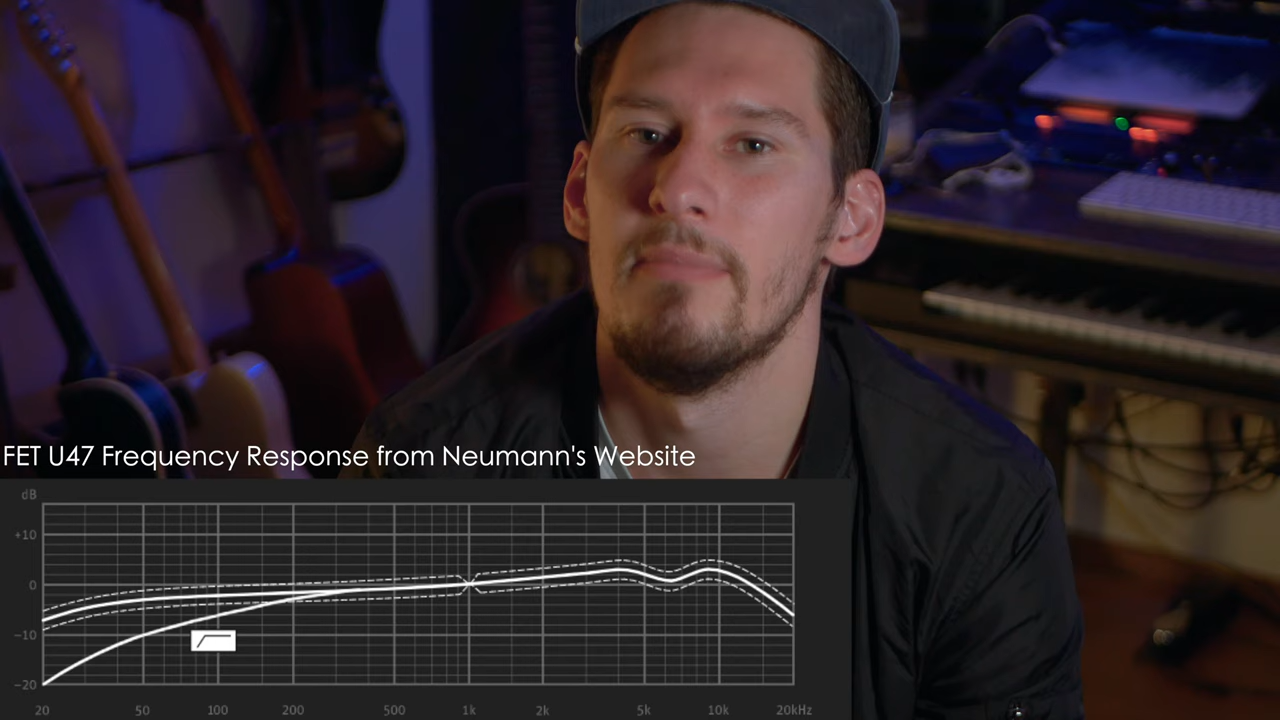 FET U47 Frequency Response from Neumann's Website
dB
+10
0
-10
-20
20 50 100 200 500 1k 2k 5k 10k 20kHz